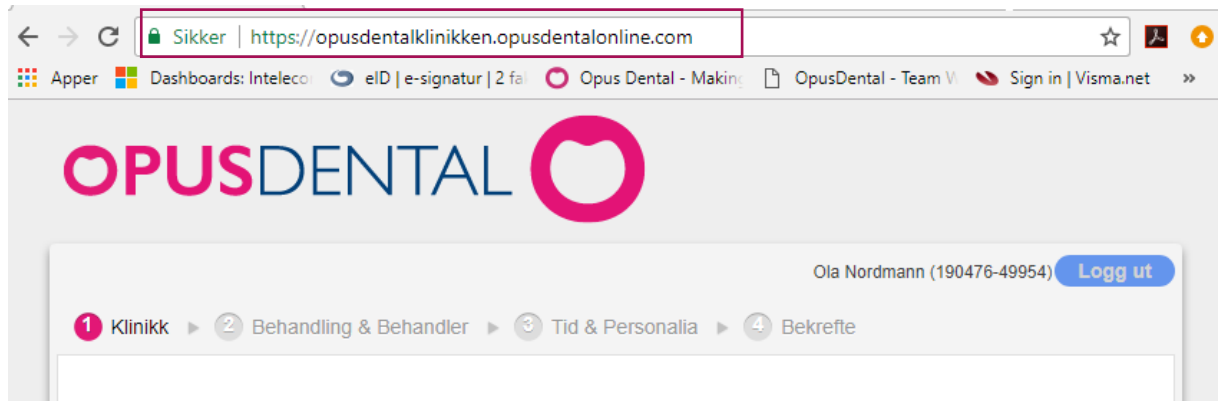 Sikker | https://opusdentalklinikken.opusdentalonline.com
Apper Dashboards: Inteleco eID | e-signatur | 2 fa Opus Dental - Making OpusDental - Team W Sign in | Visma.net »
OPUSDENTAL
Ola Nordmann (190476-49954) Logg ut
1 Klinikk 2 Behandling & Behandler 3 Tid & Personalia 4 Bekrefte